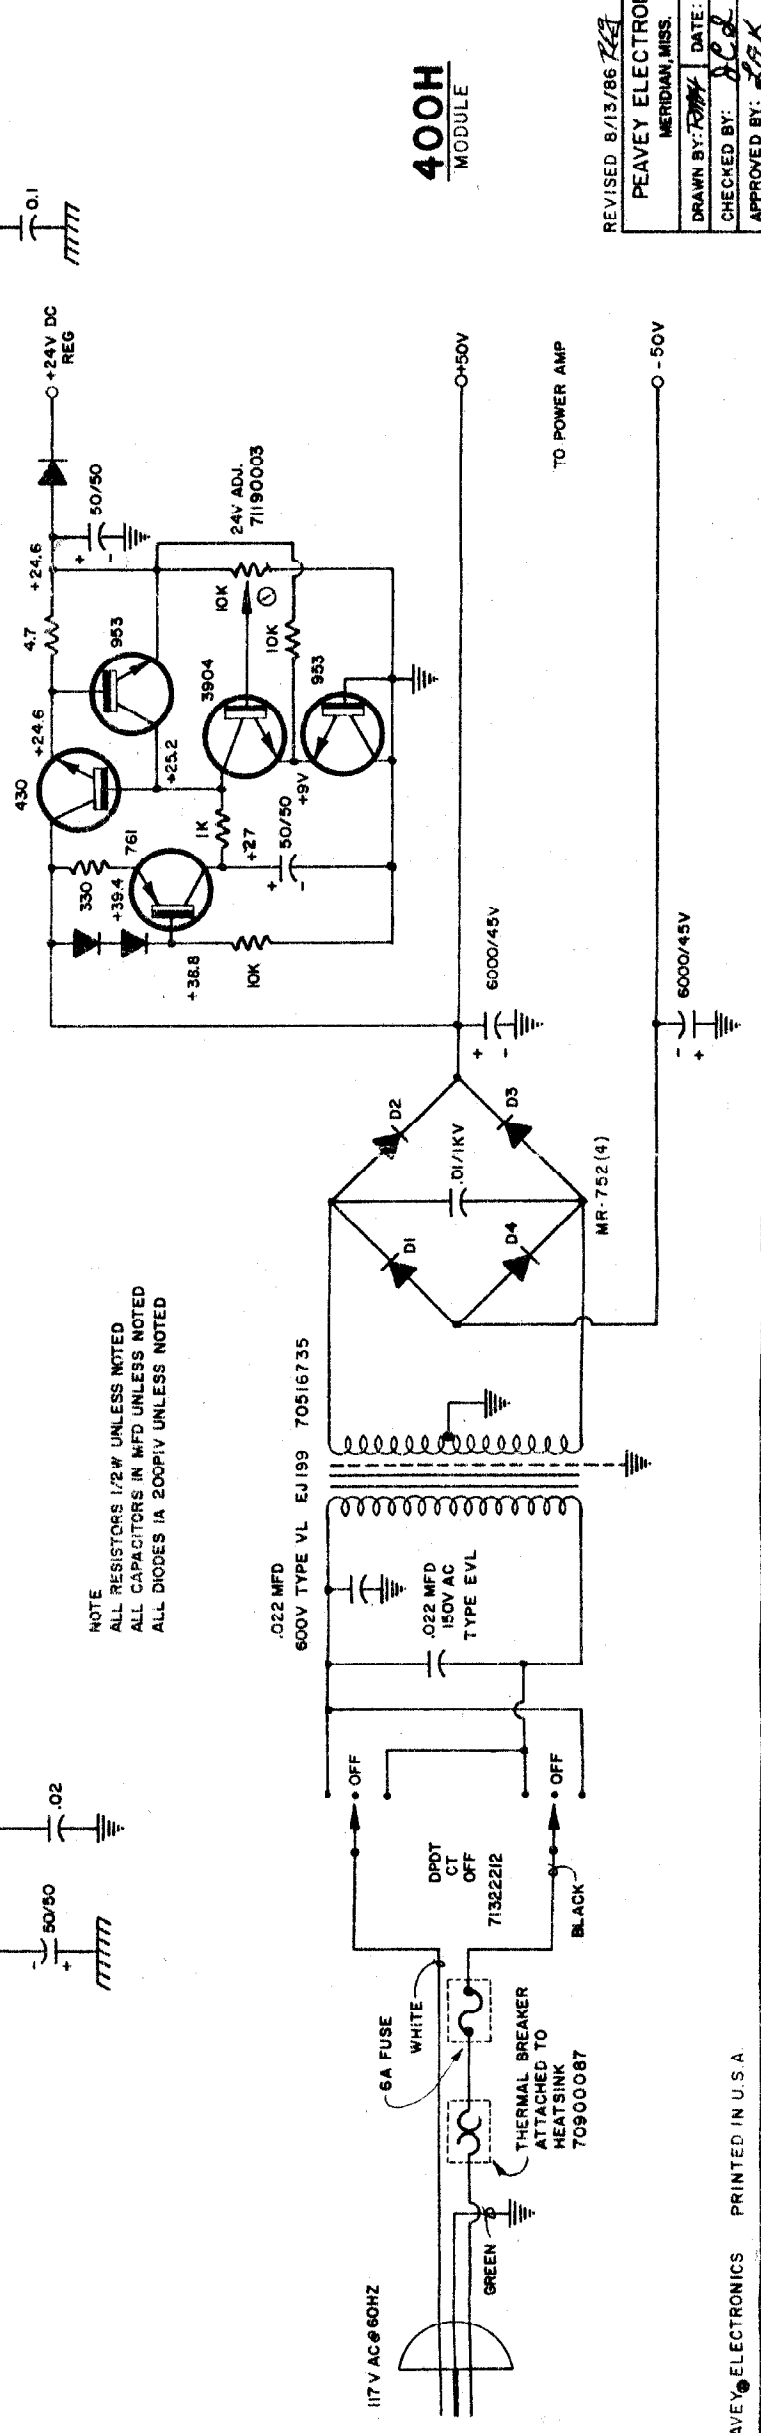 0.1
400H
MODULE
REVISED 8/13/86
PEAVEY ELECTRO
MERIDIAN, MISS.
DRAWN BY:
DATE:
CHECKED BY:
APPROVED BY:
+24V DC
REG
50/50
+24.6
4.7
953
+24.6
430
24V ADJ.
71190003
10K
1
10K
3904
953
+25.2
+9V
1K
+27
50/50
761
330
+39.4
+38.8
10K
+50V
TO POWER AMP
-50V
6000/45V
6000/45V
D2
D3
.01/1KV
D1
D4
MR-752(4)
NOTE
ALL RESISTORS 1/2W UNLESS NOTED
ALL CAPACITORS IN MFD UNLESS NOTED
ALL DIODES 1A 200PIV UNLESS NOTED
70516735
EJ199
.022 MFD
600V TYPE VL
.022 MFD
150V AC
TYPE EVL
.02
50/50
OFF
OFF
DPDT
CT
OFF
71322212
BLACK
6A FUSE
WHITE
THERMAL BREAKER
ATTACHED TO
HEATSINK
70900087
GREEN
117 V AC@60HZ
AVEY ELECTRONICS PRINTED IN U.S.A.